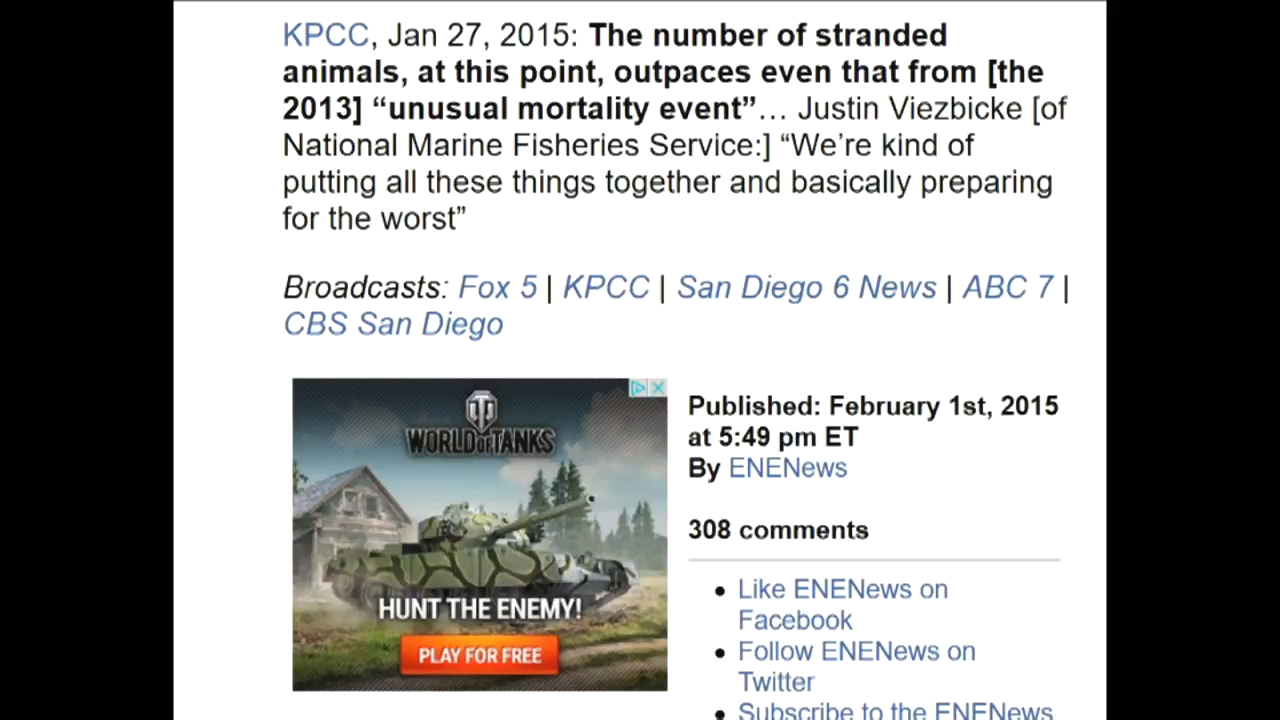 KPCC, Jan 27, 2015: The number of stranded
animals, at this point, outpaces even that from [the
2013] “unusual mortality event”… Justin Viezbicke [of
National Marine Fisheries Service:] “We’re kind of
putting all these things together and basically preparing
for the worst”
Broadcasts: Fox 5 | KPCC | San Diego 6 News | ABC 7 |
CBS San Diego
WORLD OF TANKS
HUNT THE ENEMY!
PLAY FOR FREE
Published: February 1st, 2015
at 5:49 pm ET
By ENENews
308 comments
• Like ENENews on
Facebook
• Follow ENENews on
Twitter
• Subscribe to the ENENews